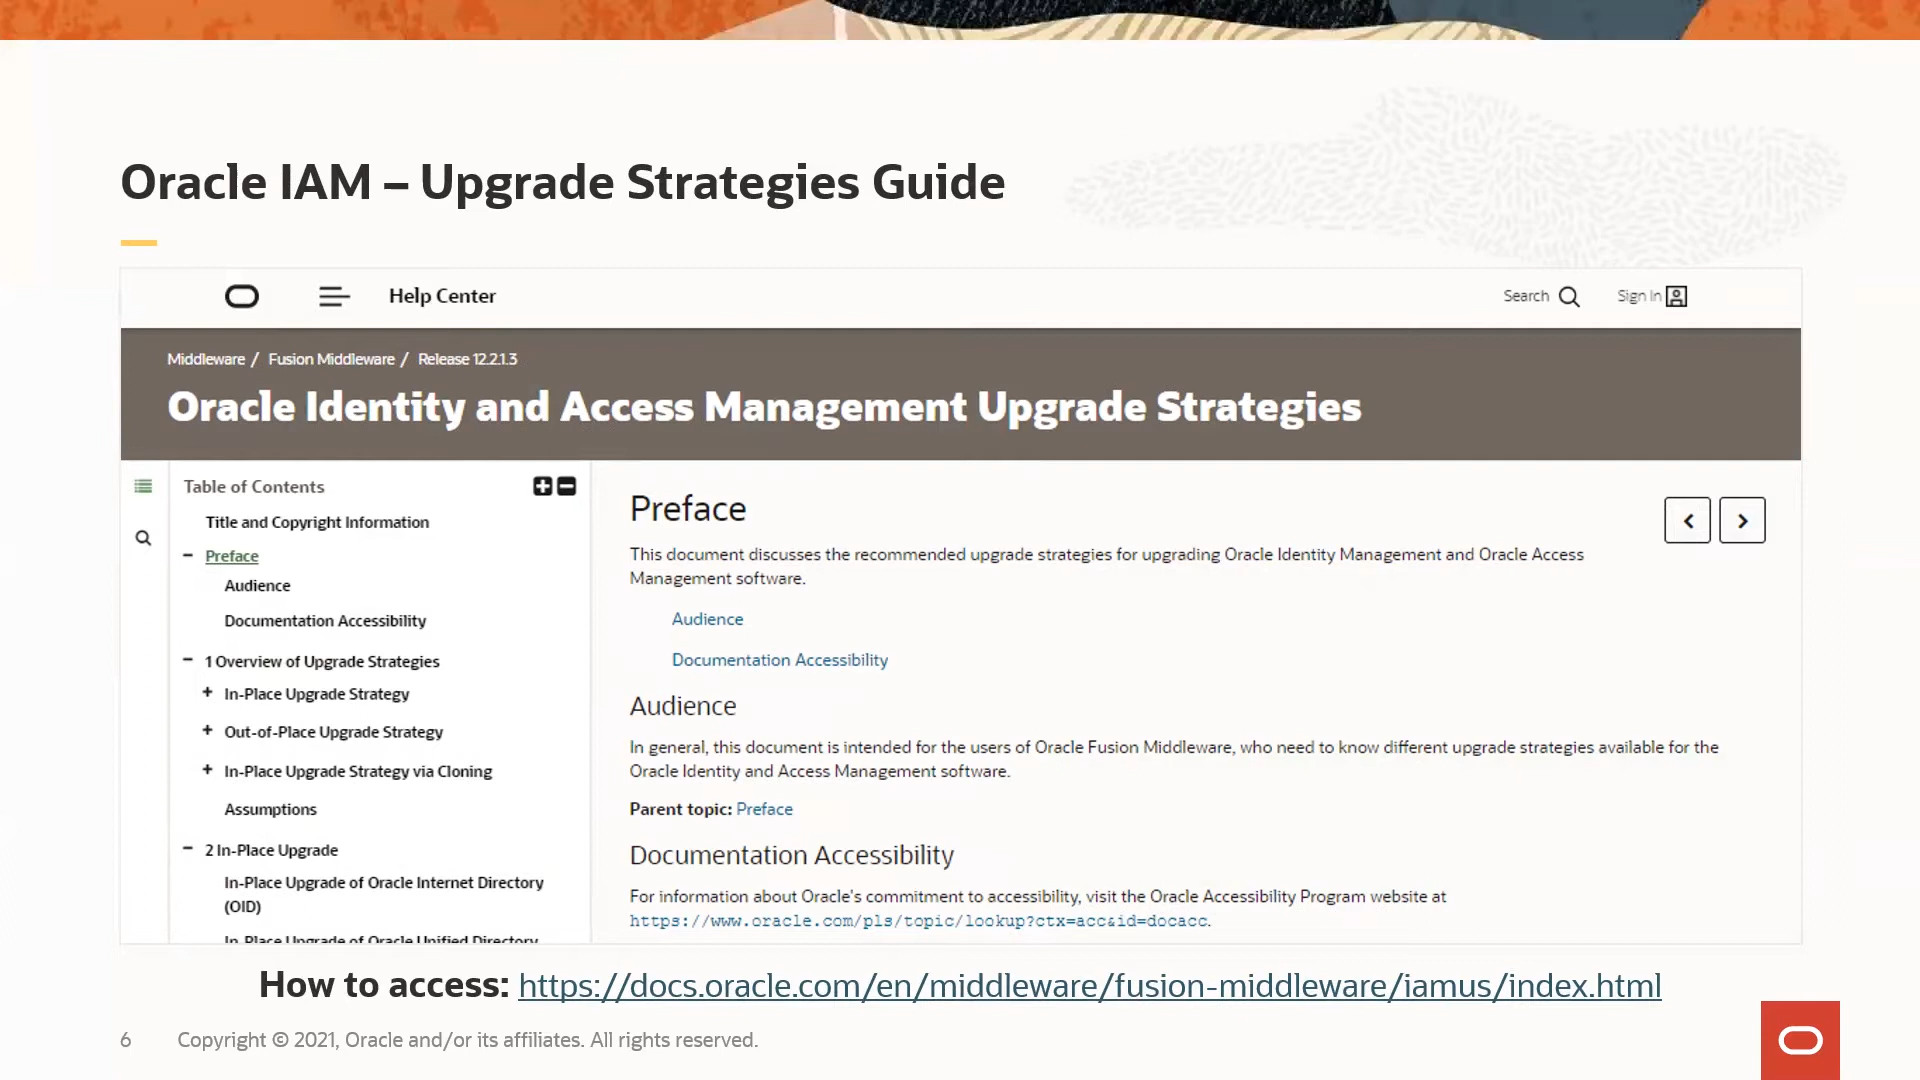 Oracle IAM – Upgrade Strategies Guide
Help Center
Search
Sign In
Middleware / Fusion Middleware / Release 12.2.1.3
Oracle Identity and Access Management Upgrade Strategies
Table of Contents
Title and Copyright Information
Preface
Audience
Documentation Accessibility
1 Overview of Upgrade Strategies
In-Place Upgrade Strategy
Out-of-Place Upgrade Strategy
In-Place Upgrade Strategy via Cloning
Assumptions
2 In-Place Upgrade
In-Place Upgrade of Oracle Internet Directory
(OID)
In-Place Upgrade of Oracle Unified Directory
Preface
This document discusses the recommended upgrade strategies for upgrading Oracle Identity Management and Oracle Access
Management software.
Audience
Documentation Accessibility
Audience
In general, this document is intended for the users of Oracle Fusion Middleware, who need to know different upgrade strategies available for the
Oracle Identity and Access Management software.
Parent topic: Preface
Documentation Accessibility
For information about Oracle's commitment to accessibility, visit the Oracle Accessibility Program website at
https://www.oracle.com/pls/topic/lookup?ctx=acc&id=docacc.
How to access: https://docs.oracle.com/en/middleware/fusion-middleware/iamus/index.html
6 Copyright © 2021, Oracle and/or its affiliates. All rights reserved.